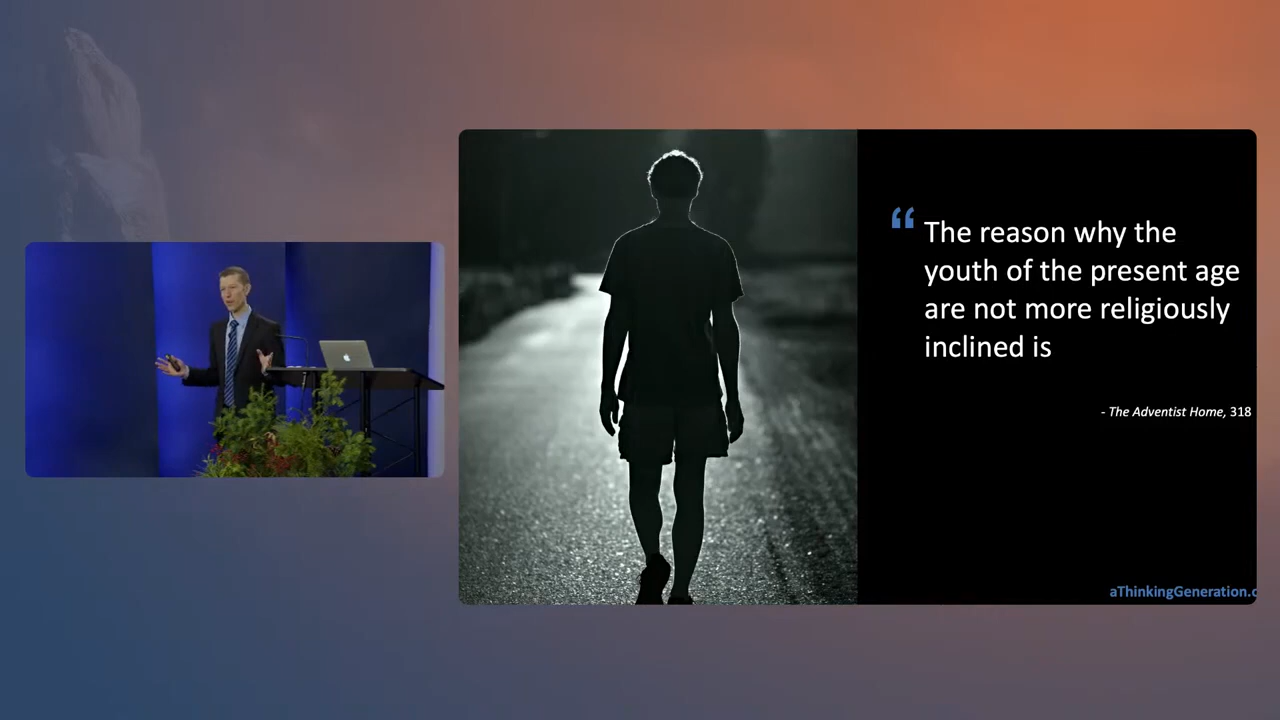 “ The reason why the
youth of the present age
are not more religiously
inclined is
- The Adventist Home, 318
aThinkingGeneration.c